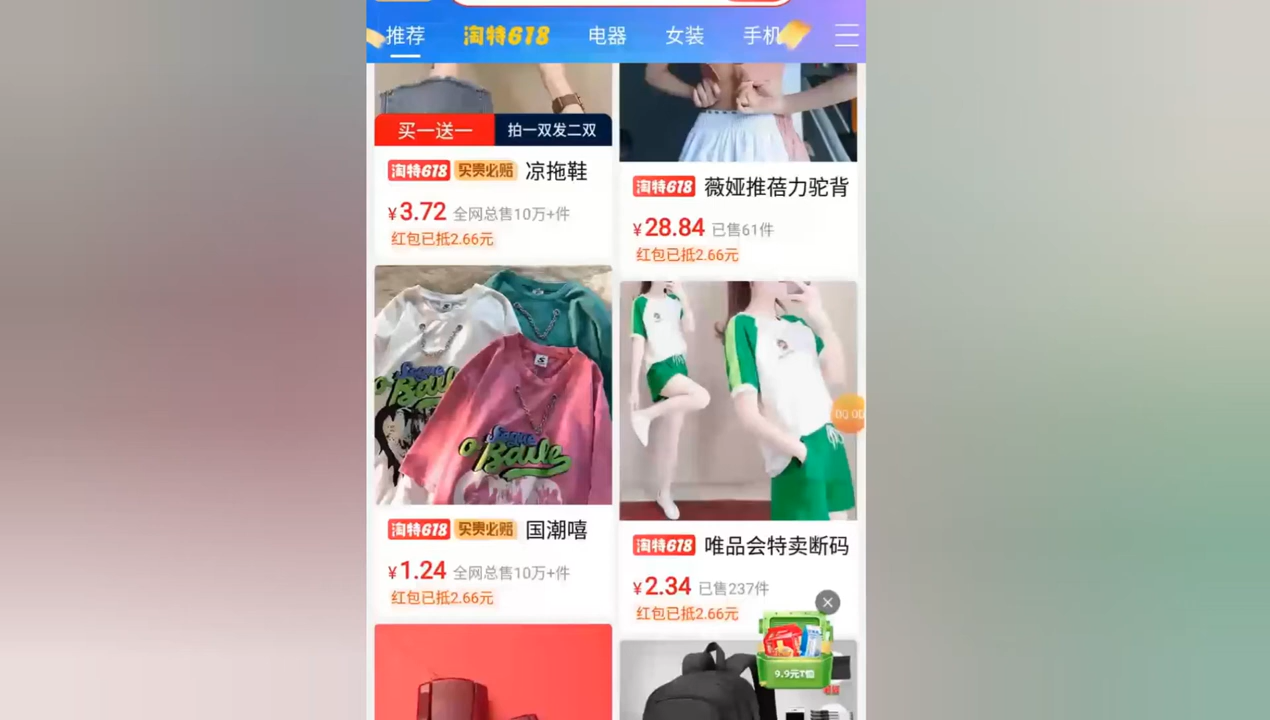 推荐
淘特618
电器
女装
手机
买一送一
拍一双发二双
淘特618 买贵必赔 凉拖鞋
¥3.72 全网总售10万+件
红包已抵2.66元
淘特618 薇娅推蓓力驼背
¥28.84 已售61件
红包已抵2.66元
Baile
Segue
Baile
淘特618 买贵必赔 国潮嘻
¥1.24 全网总售10万+件
红包已抵2.66元
00:00
淘特618 唯品会特卖断码
¥2.34 已售237件
红包已抵2.66元
9.9元T恤